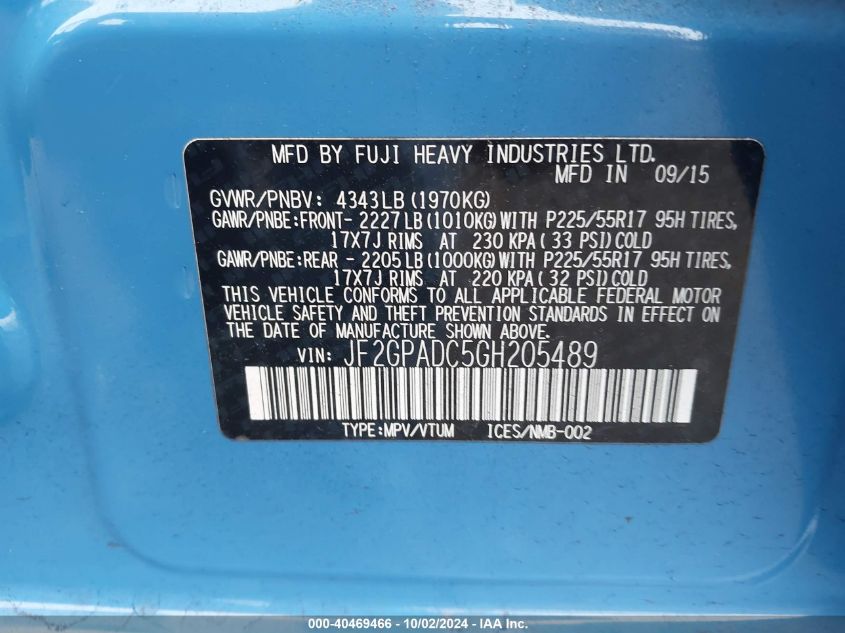 MFD BY FUJI HEAVY INDUSTRIES LTD.
MFD IN 09/15
GVWR/PNBV: 4343LB (1970KG)
GAWR/PNBE:FRONT- 2227LB (1010KG) WITH P225/55R17 95H TIRES,
17X7J RIMS AT 230 KPA ( 33 PSI) COLD
GAWR/PNBE:REAR - 2205LB (1000KG) WITH P225/55R17 95H TIRES,
17X7J RIMS AT 220 KPA ( 32 PSI) COLD
THIS VEHICLE CONFORMS TO ALL APPLICABLE FEDERAL MOTOR
VEHICLE SAFETY AND THEFT PREVENTION STANDARDS IN EFFECT ON
THE DATE OF MANUFACTURE SHOWN ABOVE.
VIN: JF2GPADC5GH205489
TYPE:MPV/VTUM ICES/NMB-002
000-40469466 - 10/02/2024 - IAA Inc.